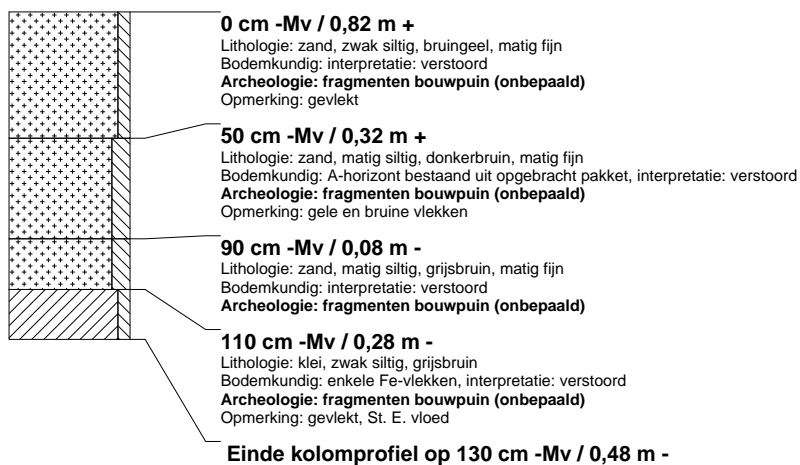 0 cm -Mv / 0,82 m +
Lithologie: zand, zwak siltig, bruingeel, matig fijn
Bodemkundig: interpretatie: verstoord
Archeologie: fragmenten bouwpuin (onbepaald)
Opmerking: gevlekt
50 cm -Mv / 0,32 m +
Lithologie: zand, matig siltig, donkerbruin, matig fijn
Bodemkundig: A-horizont bestaand uit opgebracht pakket, interpretatie: verstoord
Archeologie: fragmenten bouwpuin (onbepaald)
Opmerking: gele en bruine vlekken
90 cm -Mv / 0,08 m -
Lithologie: zand, matig siltig, grijsbruin, matig fijn
Bodemkundig: interpretatie: verstoord
Archeologie: fragmenten bouwpuin (onbepaald)
110 cm -Mv / 0,28 m -
Lithologie: klei, zwak siltig, grijsbruin
Bodemkundig: enkele Fe-vlekken, interpretatie: verstoord
Archeologie: fragmenten bouwpuin (onbepaald)
Opmerking: gevlekt, St. E. vloed
Einde kolomprofiel op 130 cm -Mv / 0,48 m -